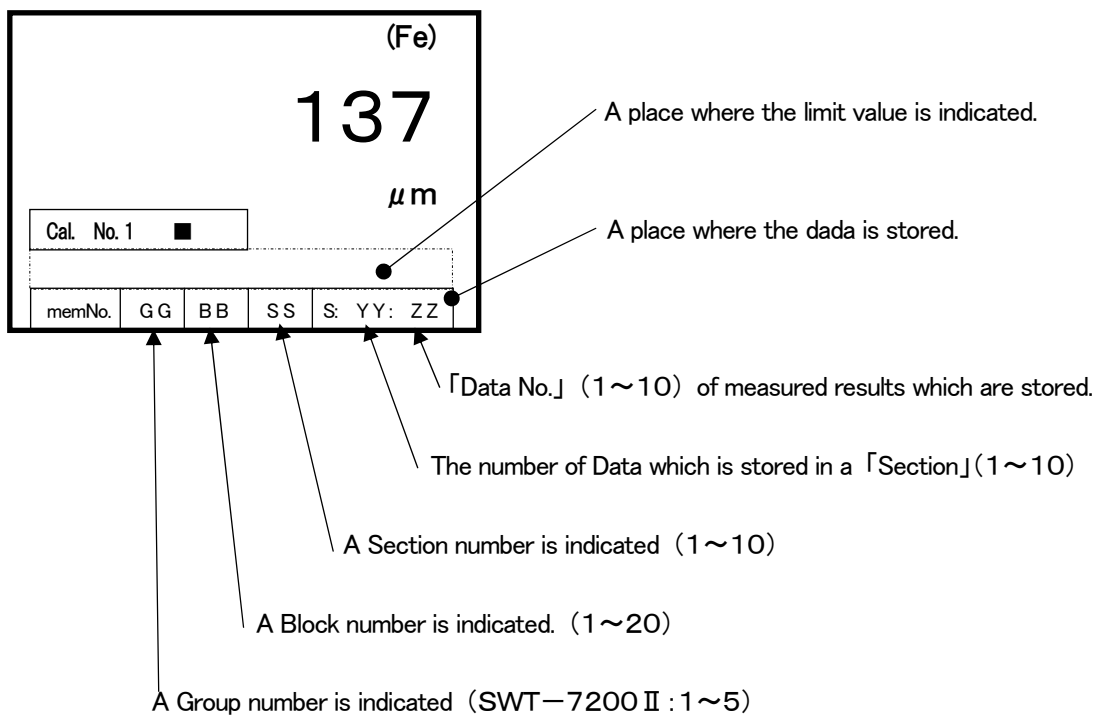 (Fe)
137
μm
A place where the limit value is indicated.
Cal. No.1 ■
A place where the dada is stored.
memNo. GG BB SS S: YY: ZZ
「Data No.」（1～10）of measured results which are stored.
The number of Data which is stored in a「Section」（1～10）
A Section number is indicated（1～10）
A Block number is indicated.（1～20）
A Group number is indicated（SWT－7200Ⅱ：1～5）